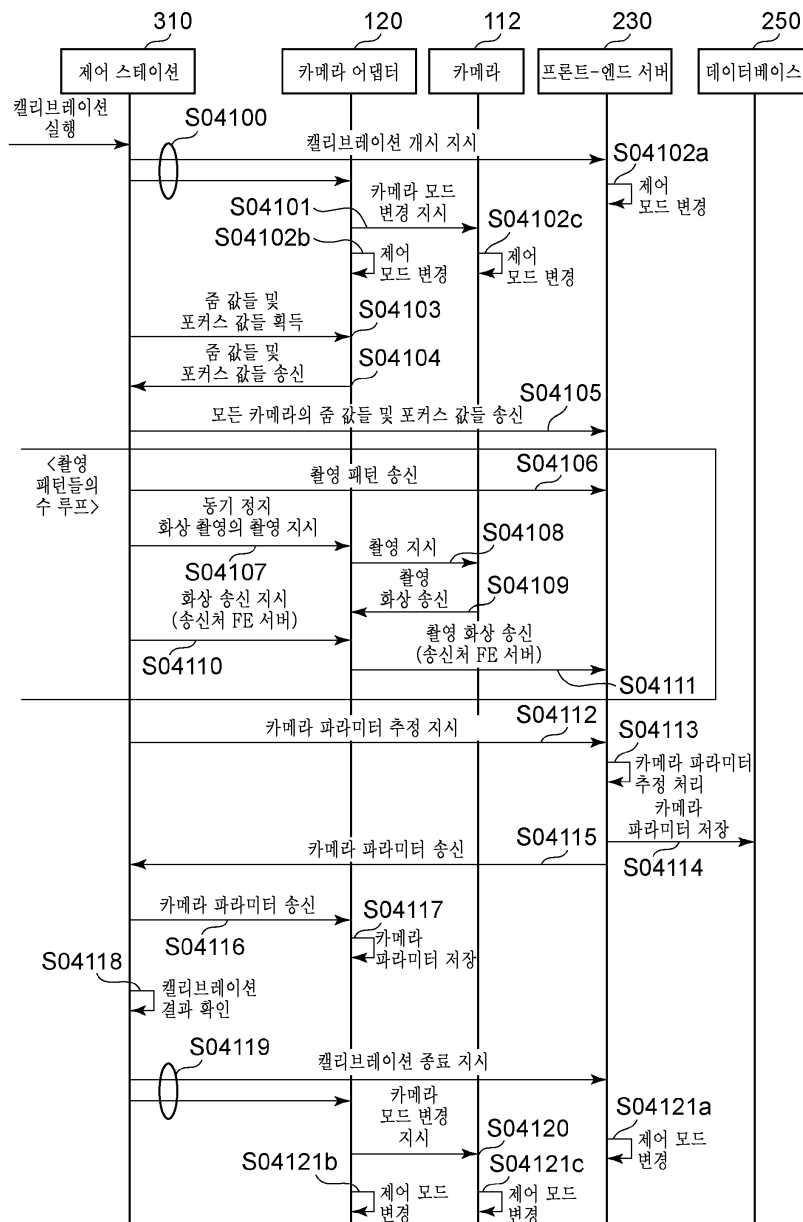 310
120
112
230
250
제어 스테이션
카메라 어댑터
카메라
프론트-엔드 서버
데이터베이스
캘리브레이션
실행
S04100
캘리브레이션 개시 지시
S04102a
제어
모드 변경
S04101
카메라 모드
변경 지시
S04102b
제어
모드 변경
S04102c
제어
모드 변경
줌 값들 및
포커스 값들 획득
S04103
줌 값들 및
포커스 값들 송신
S04104
S04105
모든 카메라의 줌 값들 및 포커스 값들 송신
<촬영
패턴들의
수 루프>
촬영 패턴 송신
S04106
동기 정지
화상 촬영의 촬영 지시
S04107
촬영 지시
S04108
촬영
화상 송신
S04109
화상 송신 지시
(송신처 FE 서버)
S04110
촬영 화상 송신
(송신처 FE 서버)
S04111
카메라 파라미터 추정 지시
S04112
S04113
카메라 파라미터
추정 처리
카메라
파라미터 저장
S04114
카메라 파라미터 송신
S04115
카메라 파라미터 송신
S04116
S04117
카메라
파라미터 저장
S04118
캘리브레이션
결과 확인
S04119
캘리브레이션 종료 지시
카메라
모드 변경
지시
S04120
S04121a
제어 모드
변경
S04121b
제어 모드
변경
S04121c
제어 모드
변경